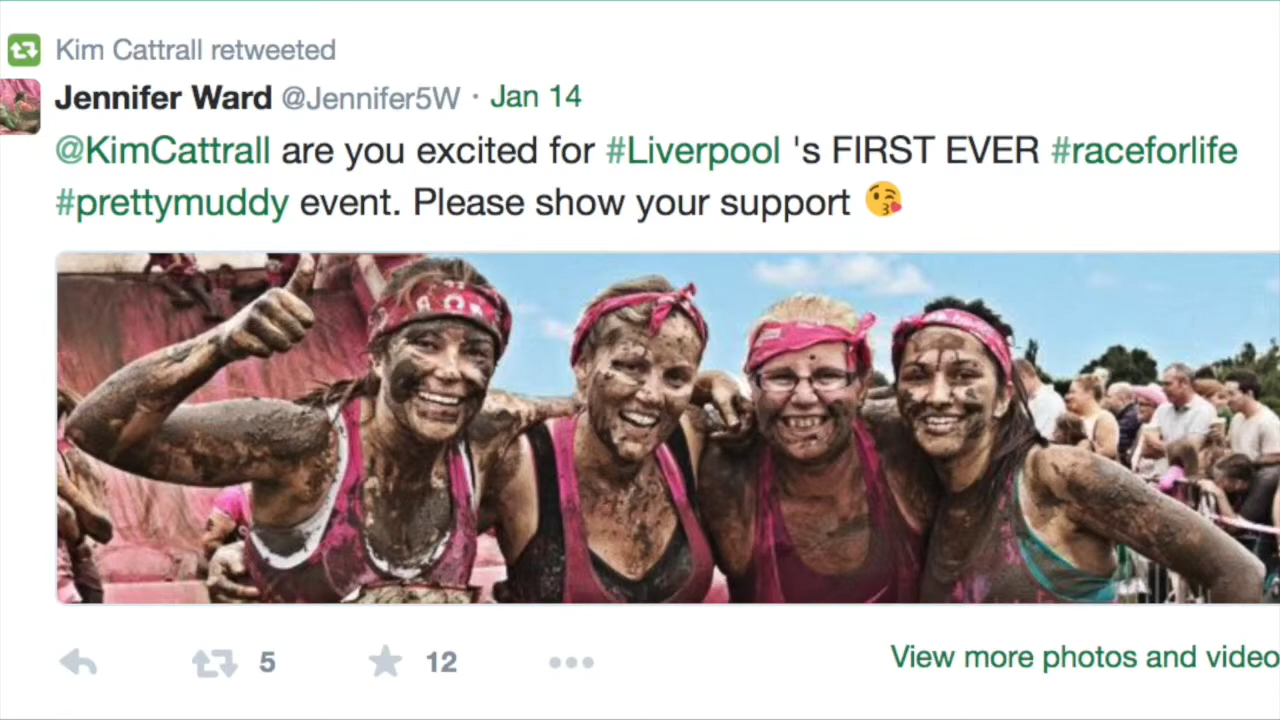 Kim Cattrall retweeted
Jennifer Ward @Jennifer5W · Jan 14
@KimCattrall are you excited for #Liverpool 's FIRST EVER #raceforlife
#prettymuddy event. Please show your support 😘
5 12
View more photos and video